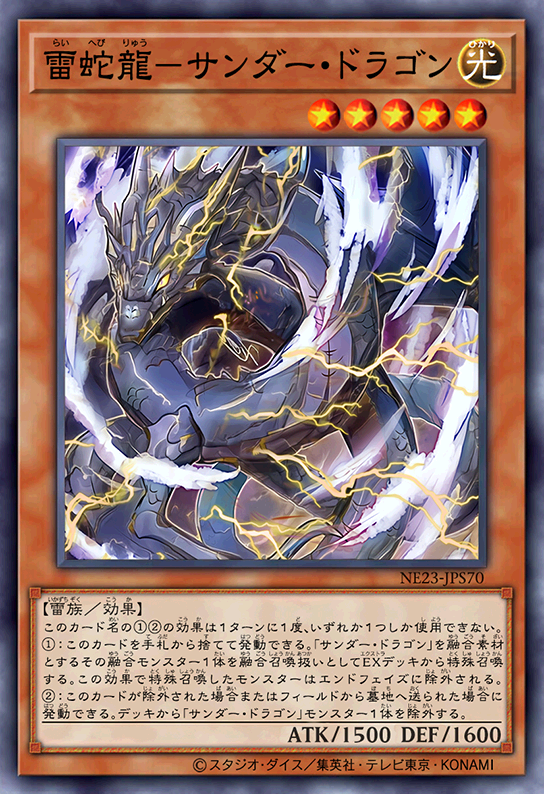 雷蛇龍－サンダー・ドラゴン
らい へび りゅう
光
ひかり
NE23-JPS70
【雷族／効果】
このカード名の①②の効果は1ターンに1度、いずれか1つしか使用できない。
①：このカードを手札から捨てて発動できる。「サンダー・ドラゴン」を融合素材
とするその融合モンスター1体を融合召喚扱いとしてEXデッキから特殊召喚
する。この効果で特殊召喚したモンスターはエンドフェイズに除外される。
②：このカードが除外された場合またはフィールドから墓地へ送られた場合に
発動できる。デッキから「サンダー・ドラゴン」モンスター1体を除外する。
ATK/1500 DEF/1600
©スタジオ・ダイス／集英社・テレビ東京・KONAMI